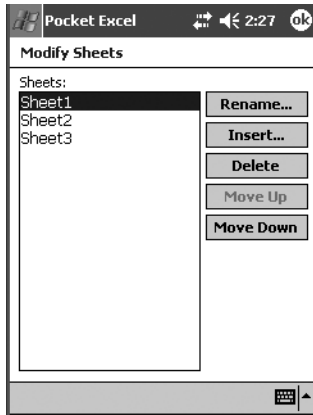 Pocket Excel 2:27 ok
Modify Sheets
Sheets:
Sheet1
Sheet2
Sheet3
Rename...
Insert...
Delete
Move Up
Move Down